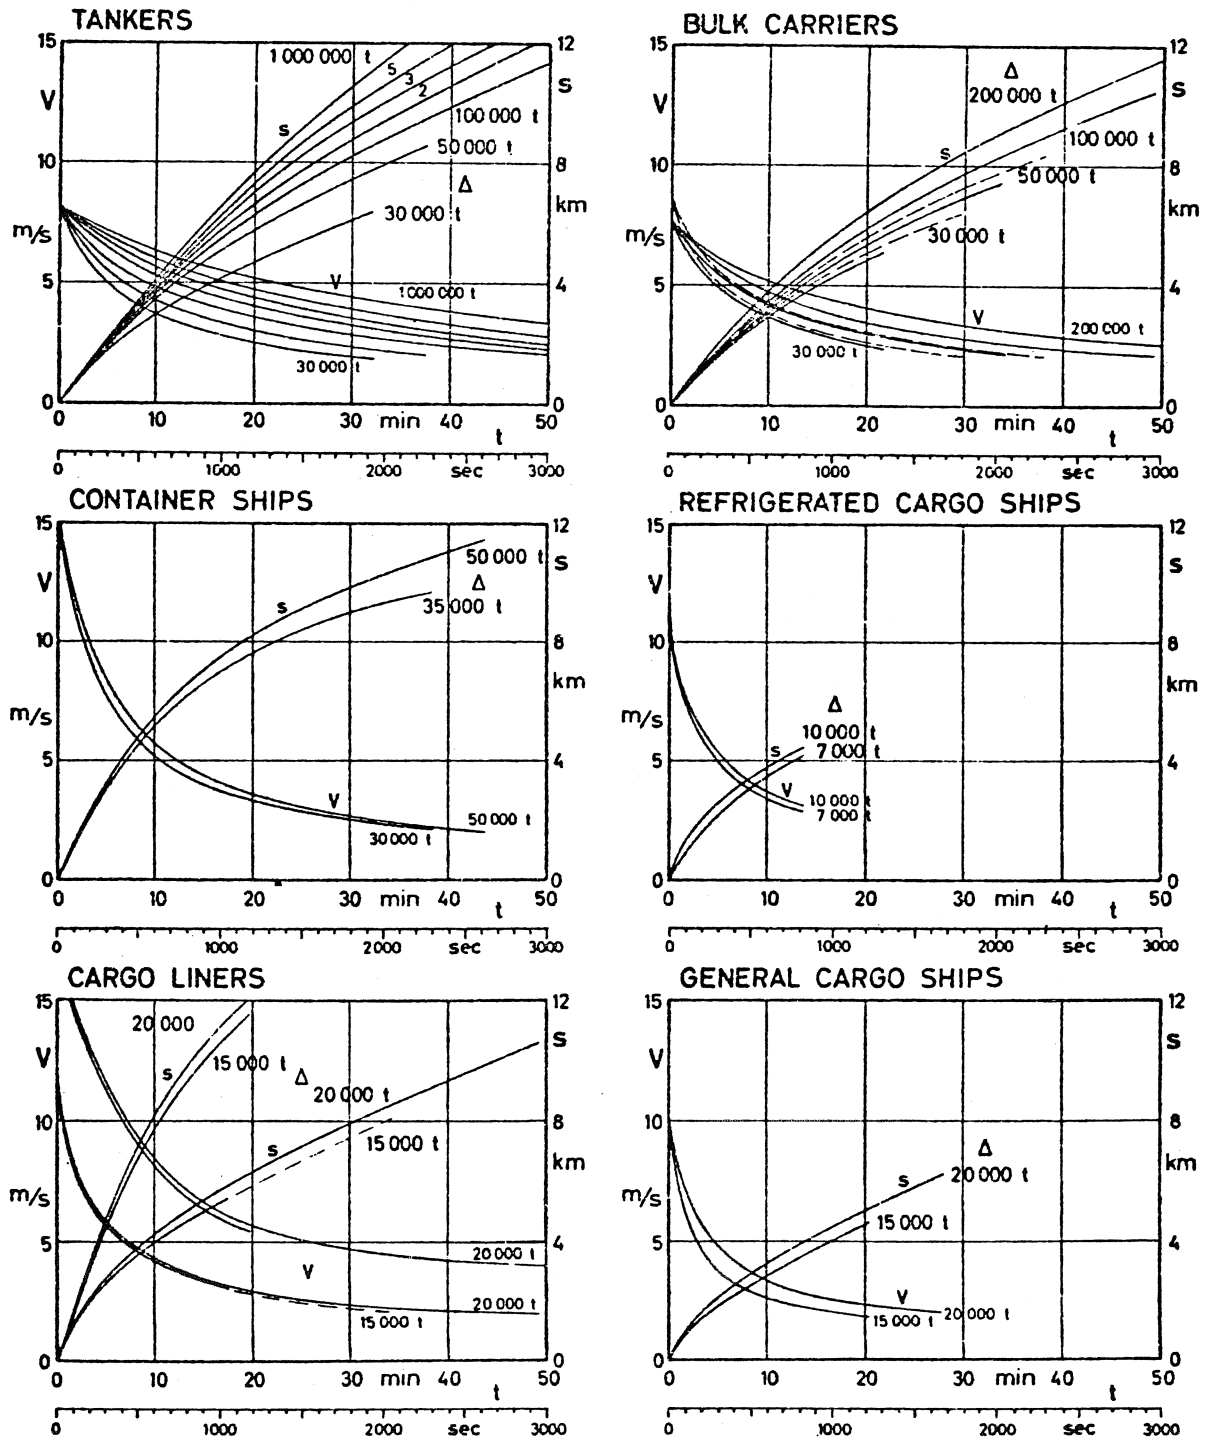 TANKERS
15
12
1 000 000 t
s
3
2
V
s
s
100 000 t
10
50 000 t
8
Δ
km
30 000 t
m/s
5
V
1 000 000 t
4
30 000 t
0
0
0 10 20 30 min 40 50
t
0 1000 2000 sec 3000
BULK CARRIERS
15
12
Δ
V
200 000 t
s
s
100 000 t
10
8
50 000 t
km
m/s
30 000 t
5
4
V
200 000 t
30 000 t
0
0
0 10 20 30 min 40 50
t
0 1000 2000 sec 3000
CONTAINER SHIPS
15
12
50 000 t
s
V
Δ
s
35 000 t
10
8
km
m/s
5
4
V
50 000 t
30 000 t
0
0
0 10 20 30 min 40 50
t
0 1000 2000 sec 3000
REFRIGERATED CARGO SHIPS
15
12
s
V
10
8
km
m/s
Δ
10 000 t
s
7 000 t
5
4
V
10 000 t
7 000 t
0
0
0 10 20 30 min 40 50
t
0 1000 2000 sec 3000
CARGO LINERS
15
12
20 000
s
V
15 000 t
s
Δ
20 000 t
10
8
15 000 t
s
km
m/s
5
4
20 000 t
V
20 000 t
15 000 t
0
0
0 10 20 30 min 40 50
t
0 1000 2000 sec 3000
GENERAL CARGO SHIPS
15
12
s
V
10
8
Δ
km
s
20 000 t
m/s
15 000 t
5
4
V
15 000 t
20 000 t
0
0
0 10 20 30 min 40 50
t
0 1000 2000 sec 3000